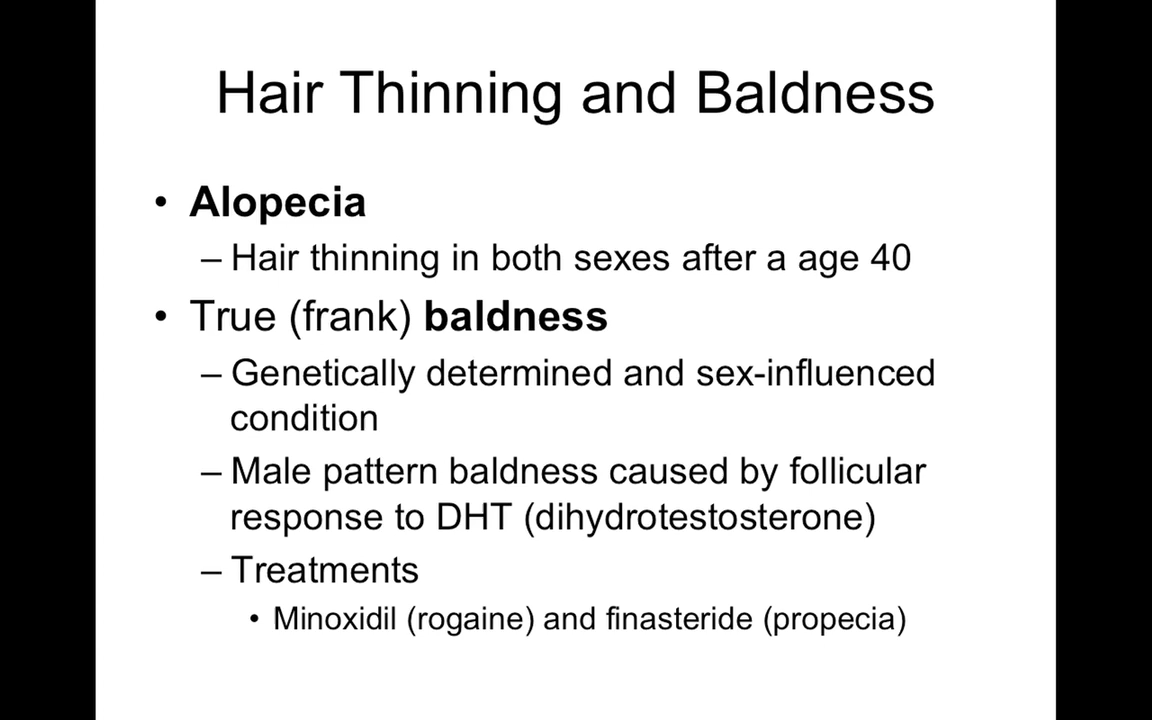 Hair Thinning and Baldness
• Alopecia
– Hair thinning in both sexes after a age 40
• True (frank) baldness
– Genetically determined and sex-influenced
condition
– Male pattern baldness caused by follicular
response to DHT (dihydrotestosterone)
– Treatments
• Minoxidil (rogaine) and finasteride (propecia)